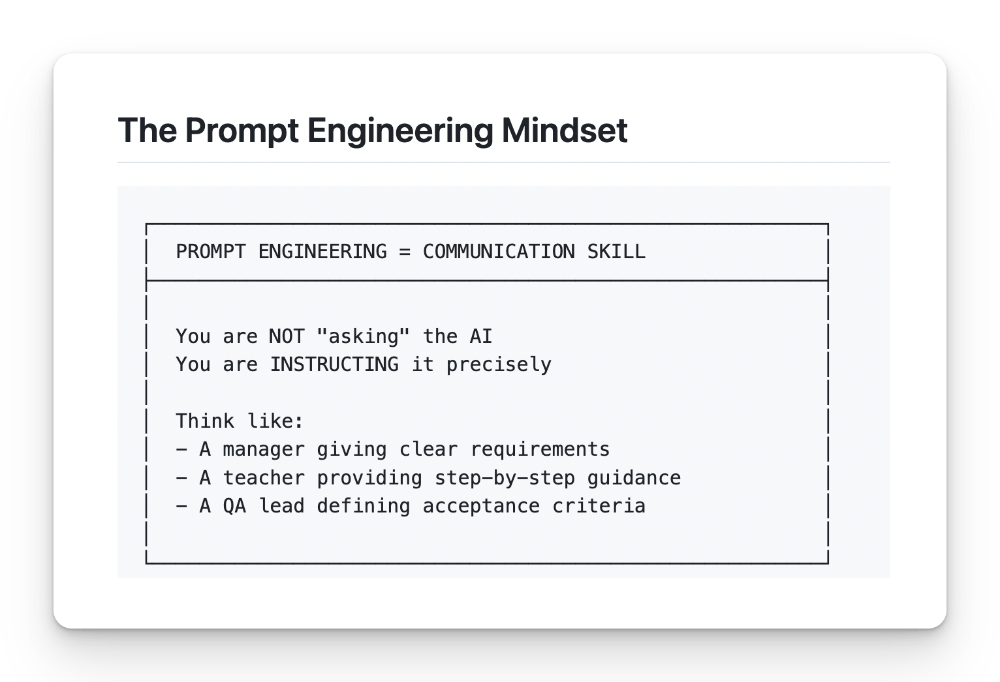 The Prompt Engineering Mindset
PROMPT ENGINEERING = COMMUNICATION SKILL
You are NOT "asking" the AI
You are INSTRUCTING it precisely
Think like:
- A manager giving clear requirements
- A teacher providing step-by-step guidance
- A QA lead defining acceptance criteria